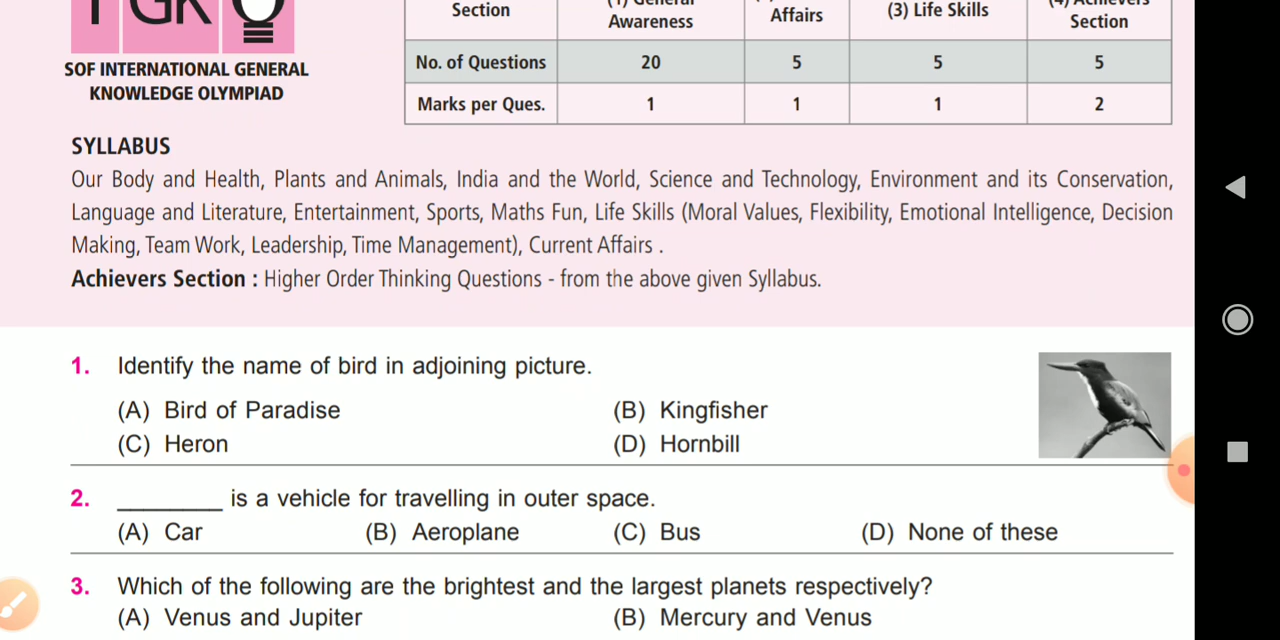 IGKO
Section
(1) General
Awareness
Affairs
(3) Life Skills
(4) Achievers
Section
SOF INTERNATIONAL GENERAL
KNOWLEDGE OLYMPIAD
No. of Questions 20 5 5 5
Marks per Ques. 1 1 1 2
SYLLABUS
Our Body and Health, Plants and Animals, India and the World, Science and Technology, Environment and its Conservation,
Language and Literature, Entertainment, Sports, Maths Fun, Life Skills (Moral Values, Flexibility, Emotional Intelligence, Decision
Making, Team Work, Leadership, Time Management), Current Affairs .
Achievers Section : Higher Order Thinking Questions - from the above given Syllabus.
1. Identify the name of bird in adjoining picture.
(A) Bird of Paradise (B) Kingfisher
(C) Heron (D) Hornbill
2. ________ is a vehicle for travelling in outer space.
(A) Car (B) Aeroplane (C) Bus (D) None of these
3. Which of the following are the brightest and the largest planets respectively?
(A) Venus and Jupiter (B) Mercury and Venus